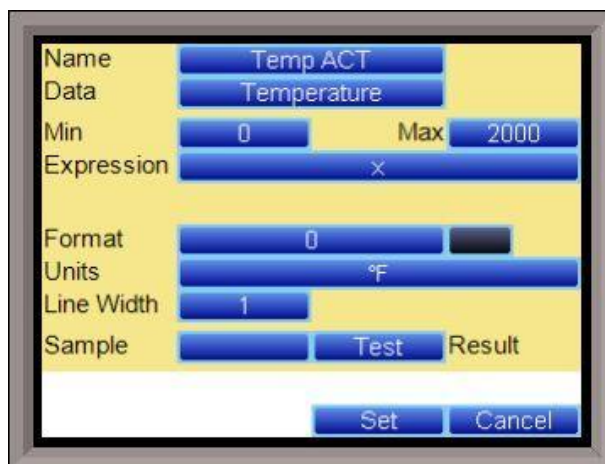 Name Temp ACT
Data Temperature
Min 0 Max 2000
Expression x
Format 0
Units °F
Line Width 1
Sample Test Result
Set Cancel